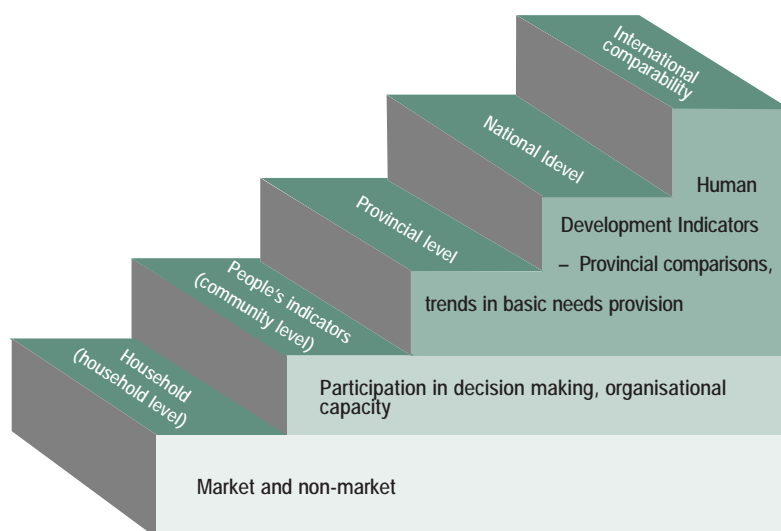 International
comparability
National ldevel
Provincial level
People's indicators
(community level)
Household
(household level)
Human
Development Indicators
– Provincial comparisons,
trends in basic needs provision
Participation in decision making, organisational
capacity
Market and non-market